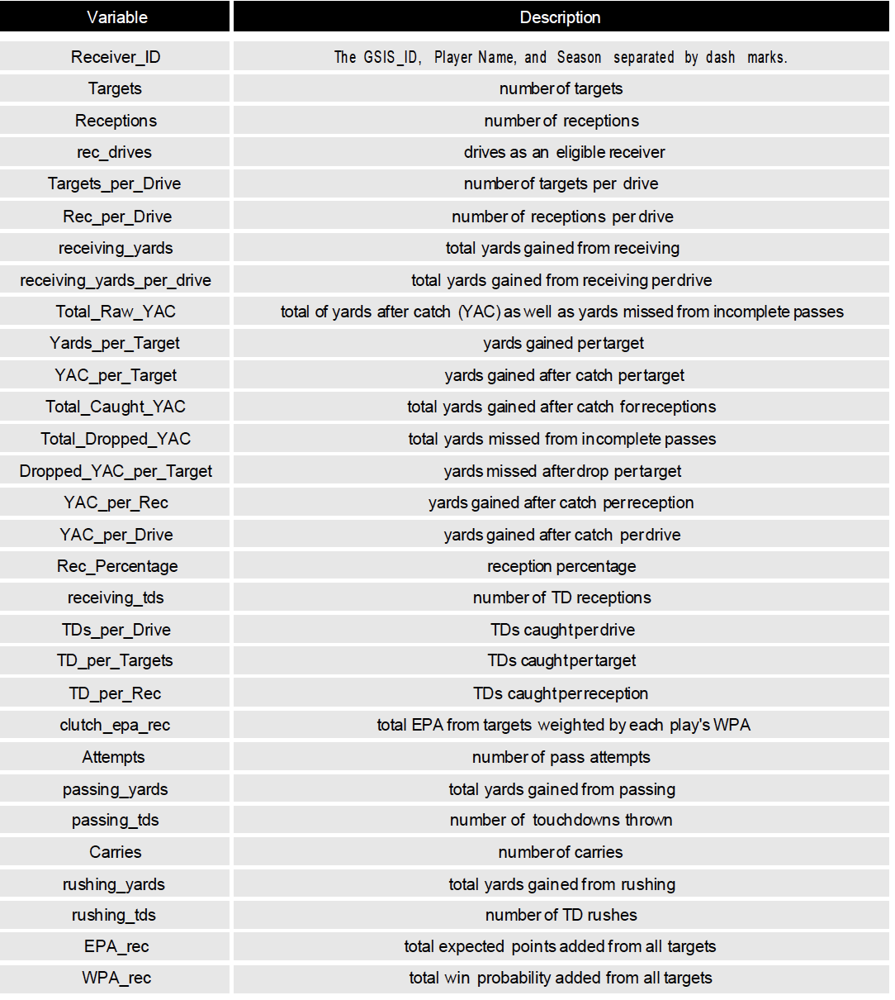 Variable Description
Receiver_ID The GSIS_ID, Player Name, and Season separated by dash marks.
Targets number of targets
Receptions number of receptions
rec_drives drives as an eligible receiver
Targets_per_Drive number of targets per drive
Rec_per_Drive number of receptions per drive
receiving_yards total yards gained from receiving
receiving_yards_per_drive total yards gained from receiving per drive
Total_Raw_YAC total of yards after catch (YAC) as well as yards missed from incomplete passes
Yards_per_Target yards gained per target
YAC_per_Target yards gained after catch per target
Total_Caught_YAC total yards gained after catch for receptions
Total_Dropped_YAC total yards missed from incomplete passes
Dropped_YAC_per_Target yards missed after drop per target
YAC_per_Rec yards gained after catch per reception
YAC_per_Drive yards gained after catch per drive
Rec_Percentage reception percentage
receiving_tds number of TD receptions
TDs_per_Drive TDs caught per drive
TD_per_Targets TDs caught per target
TD_per_Rec TDs caught per reception
clutch_epa_rec total EPA from targets weighted by each play's WPA
Attempts number of pass attempts
passing_yards total yards gained from passing
passing_tds number of touchdowns thrown
Carries number of carries
rushing_yards total yards gained from rushing
rushing_tds number of TD rushes
EPA_rec total expected points added from all targets
WPA_rec total win probability added from all targets